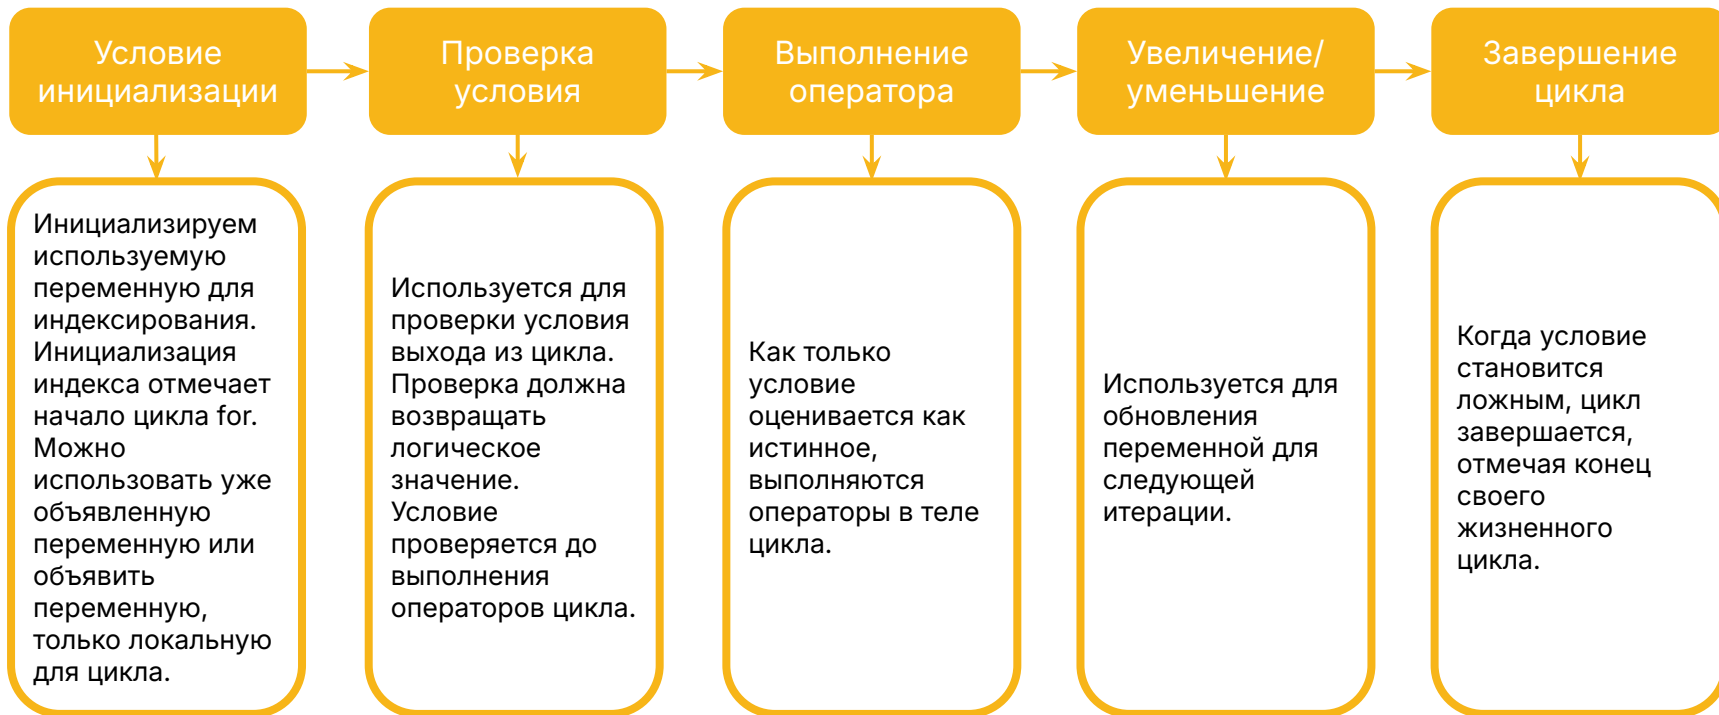 Условие
инициализации
Проверка
условия
Выполнение
оператора
Увеличение/
уменьшение
Завершение
цикла
Инициализируем
используемую
переменную для
индексирования.
Инициализация
индекса отмечает
начало цикла for.
Можно
использовать уже
объявленную
переменную или
объявить
переменную,
только локальную
для цикла.
Используется для
проверки условия
выхода из цикла.
Проверка должна
возвращать
логическое
значение.
Условие
проверяется до
выполнения
операторов цикла.
Как только
условие
оценивается как
истинное,
выполняются
операторы в теле
цикла.
Используется для
обновления
переменной для
следующей
итерации.
Когда условие
становится
ложным, цикл
завершается,
отмечая конец
своего
жизненного
цикла.